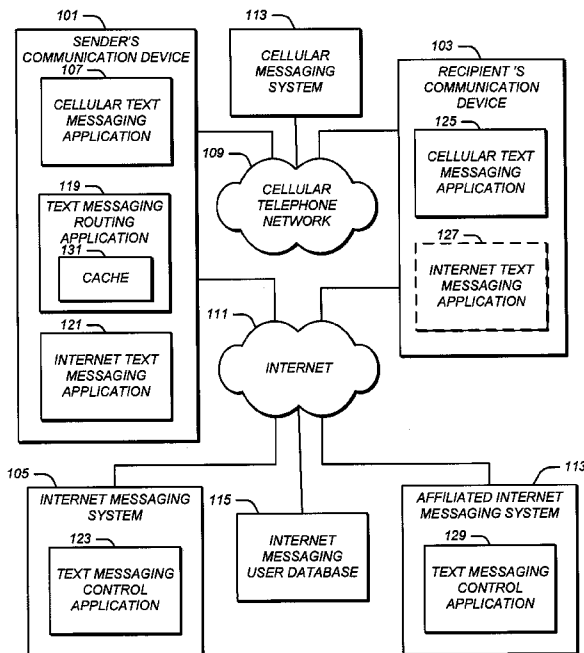 101
SENDER'S
COMMUNICATION DEVICE
107
CELLULAR TEXT
MESSAGING
APPLICATION
119
TEXT MESSAGING
ROUTING
APPLICATION
131
CACHE
121
INTERNET TEXT
MESSAGING
APPLICATION
113
CELLULAR
MESSAGING
SYSTEM
109
CELLULAR
TELEPHONE
NETWORK
103
RECIPIENT 'S
COMMUNICATION
DEVICE
125
CELLULAR TEXT
MESSAGING
APPLICATION
127
INTERNET TEXT
MESSAGING
APPLICATION
111
INTERNET
105
INTERNET MESSAGING
SYSTEM
123
TEXT MESSAGING
CONTROL
APPLICATION
115
INTERNET
MESSAGING
USER DATABASE
113
AFFILIATED INTERNET
MESSAGING SYSTEM
129
TEXT MESSAGING
CONTROL
APPLICATION